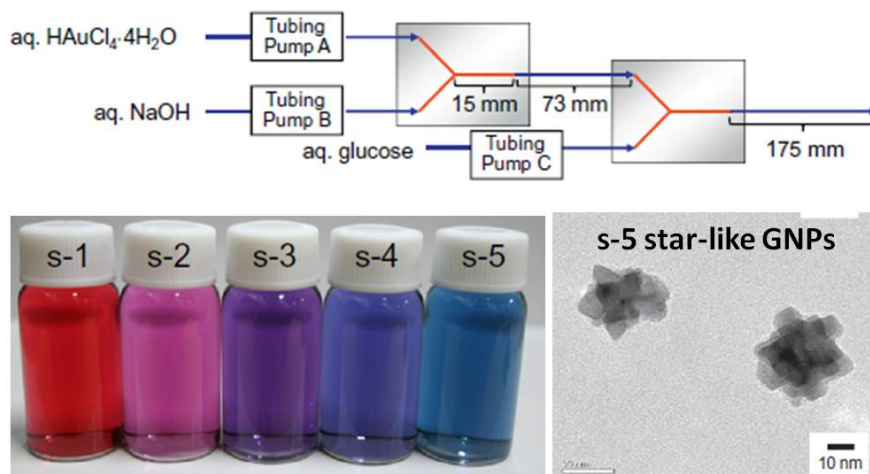 aq. HAuCl₄·4H₂O
Tubing
Pump A
aq. NaOH
Tubing
Pump B
15 mm
73 mm
aq. glucose
Tubing
Pump C
175 mm
s-1
s-2
s-3
s-4
s-5
s-5 star-like GNPs
10 nm